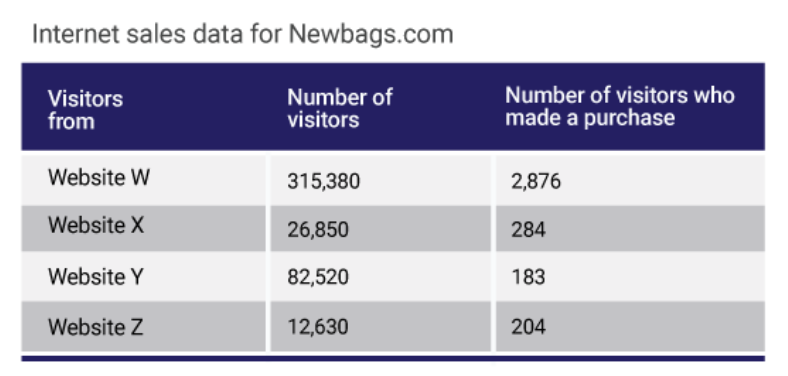 Internet sales data for Newbags.com
Visitors from Number of visitors Number of visitors who made a purchase
Website W 315,380 2,876
Website X 26,850 284
Website Y 82,520 183
Website Z 12,630 204